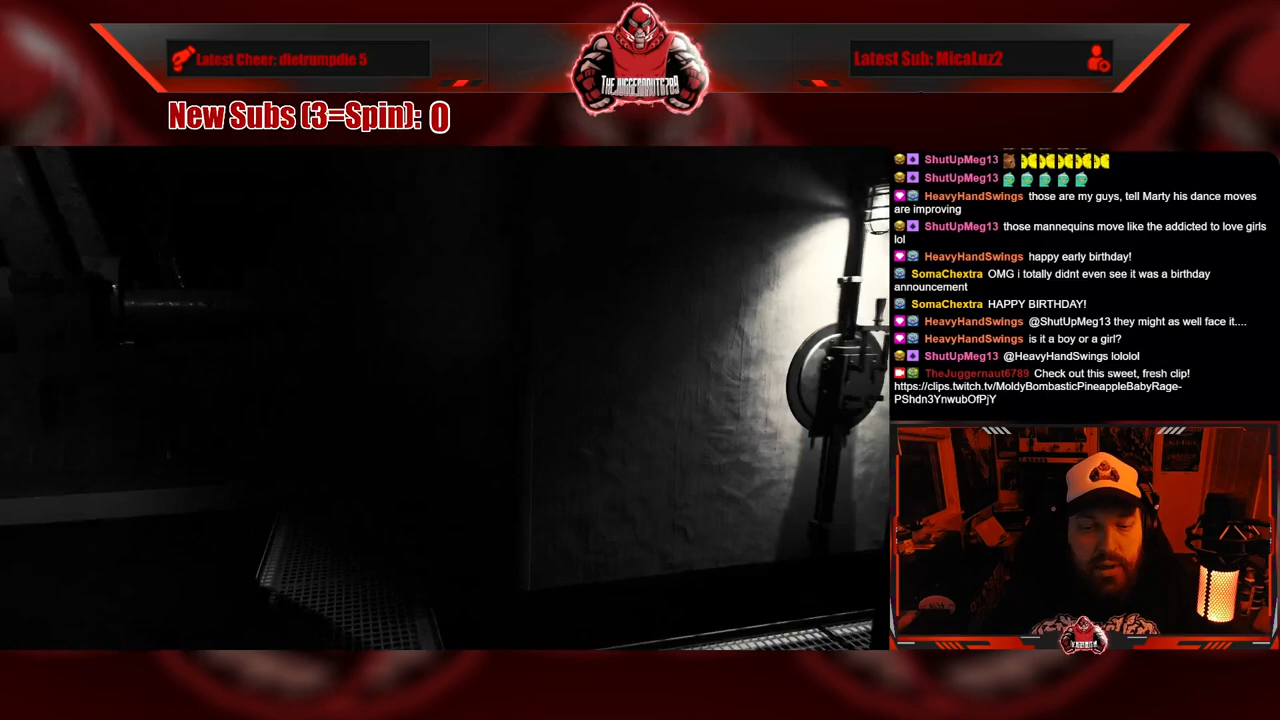 Latest Cheer: dietrumpdie 5
THEJUGGERNAUT6789
Latest Sub: MicaLuz2
New Subs (3=Spin): 0
ShutUpMeg13
ShutUpMeg13
HeavyHandSwings those are my guys, tell Marty his dance moves
are improving
ShutUpMeg13 those mannequins move like the addicted to love girls
lol
HeavyHandSwings happy early birthday!
SomaChextra OMG i totally didnt even see it was a birthday
announcement
SomaChextra HAPPY BIRTHDAY!
HeavyHandSwings @ShutUpMeg13 they might as well face it....
HeavyHandSwings is it a boy or a girl?
ShutUpMeg13 @HeavyHandSwings lololol
TheJuggernaut6789 Check out this sweet, fresh clip!
https://clips.twitch.tv/MoldyBombasticPineappleBabyRage-
PShdn3YnwubOfPjY